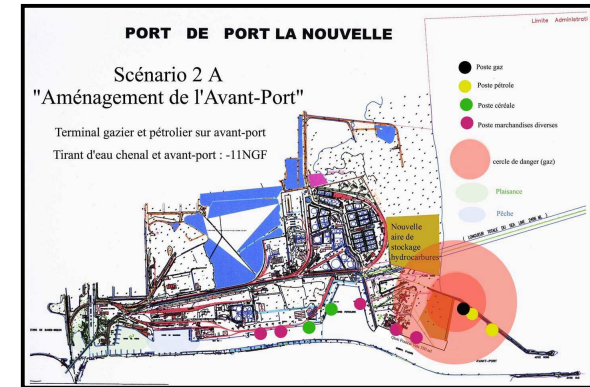 PORT DE PORT LA NOUVELLE
Limite Administrati
Scénario 2 A
"Aménagement de l'Avant-Port"
Terminal gazier et pétrolier sur avant-port
Tirant d'eau chenal et avant-port : -11NGF
Poste gaz
Poste pétrole
Poste céréale
Poste marchandises diverses
cercle de danger (gaz)
Plaisance
Pêche
Nouvelle
aire de
stockage
hydrocarbures
AVANT-PORT